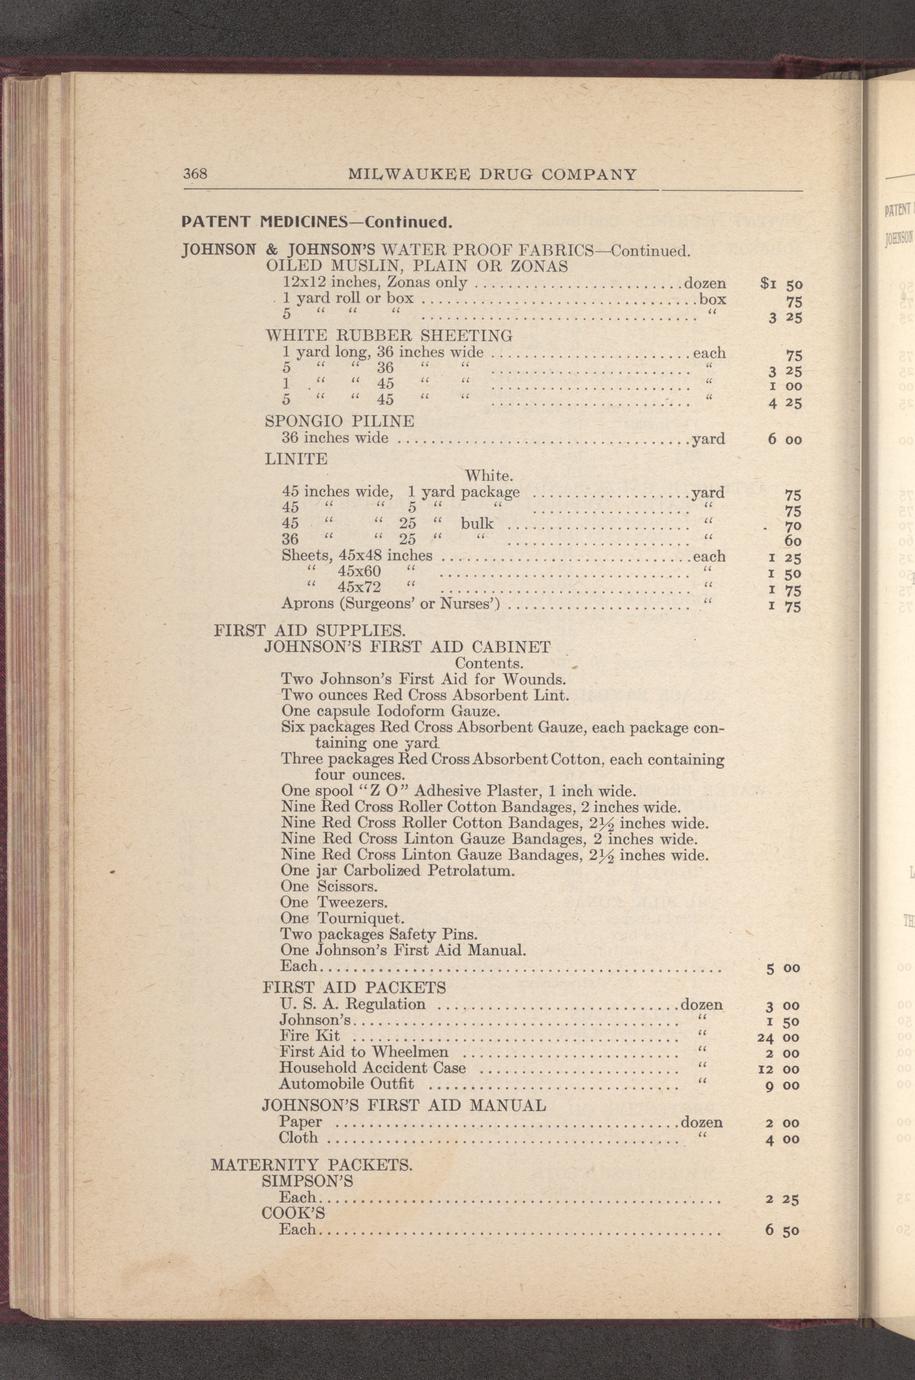 368 MILWAUKEE DRUG COMPANY
PATENT MEDICINES—Continued.
JOHNSON & JOHNSON'S WATER PROOF FABRICS—Continued.
OILED MUSLIN, PLAIN OR ZONAS
12x12 inches, Zonas only ........................dozen $1 50
1 yard roll or box ................................box 75
5 " " " ................................ " 3 25
WHITE RUBBER SHEETING
1 yard long, 36 inches wide ........................each 75
5 " " 36 " " ........................ " 3 25
1 " " 45 " " ........................ " 1 00
5 " " 45 " " ........................ " 4 25
SPONGIO PILINE
36 inches wide ..................................yard 6 00
LINITE
White.
45 inches wide, 1 yard package ...................yard 75
45 " " 5 " " ................... " 75
45 " " 25 " bulk ...................... " 70
36 " " 25 " " ...................... " 60
Sheets, 45x48 inches ..............................each 1 25
" 45x60 " .............................. " 1 50
" 45x72 " .............................. " 1 75
Aprons (Surgeons' or Nurses') ...................... " 1 75
FIRST AID SUPPLIES.
JOHNSON'S FIRST AID CABINET
Contents.
Two Johnson's First Aid for Wounds.
Two ounces Red Cross Absorbent Lint.
One capsule Iodoform Gauze.
Six packages Red Cross Absorbent Gauze, each package con-
taining one yard
Three packages Red Cross Absorbent Cotton, each containing
four ounces.
One spool "Z O" Adhesive Plaster, 1 inch wide.
Nine Red Cross Roller Cotton Bandages, 2 inches wide.
Nine Red Cross Roller Cotton Bandages, 2½ inches wide.
Nine Red Cross Linton Gauze Bandages, 2 inches wide.
Nine Red Cross Linton Gauze Bandages, 2½ inches wide.
One jar Carbolized Petrolatum.
One Scissors.
One Tweezers.
One Tourniquet.
Two packages Safety Pins.
One Johnson's First Aid Manual.
Each............................................... 5 00
FIRST AID PACKETS
U. S. A. Regulation ............................dozen 3 00
Johnson's...................................... " 1 50
Fire Kit ...................................... " 24 00
First Aid to Wheelmen .......................... " 2 00
Household Accident Case ........................ " 12 00
Automobile Outfit .............................. " 9 00
JOHNSON'S FIRST AID MANUAL
Paper ........................................dozen 2 00
Cloth ......................................... " 4 00
MATERNITY PACKETS.
SIMPSON'S
Each............................................... 2 25
COOK'S
Each............................................... 6 50
PATENT
JOHNSON